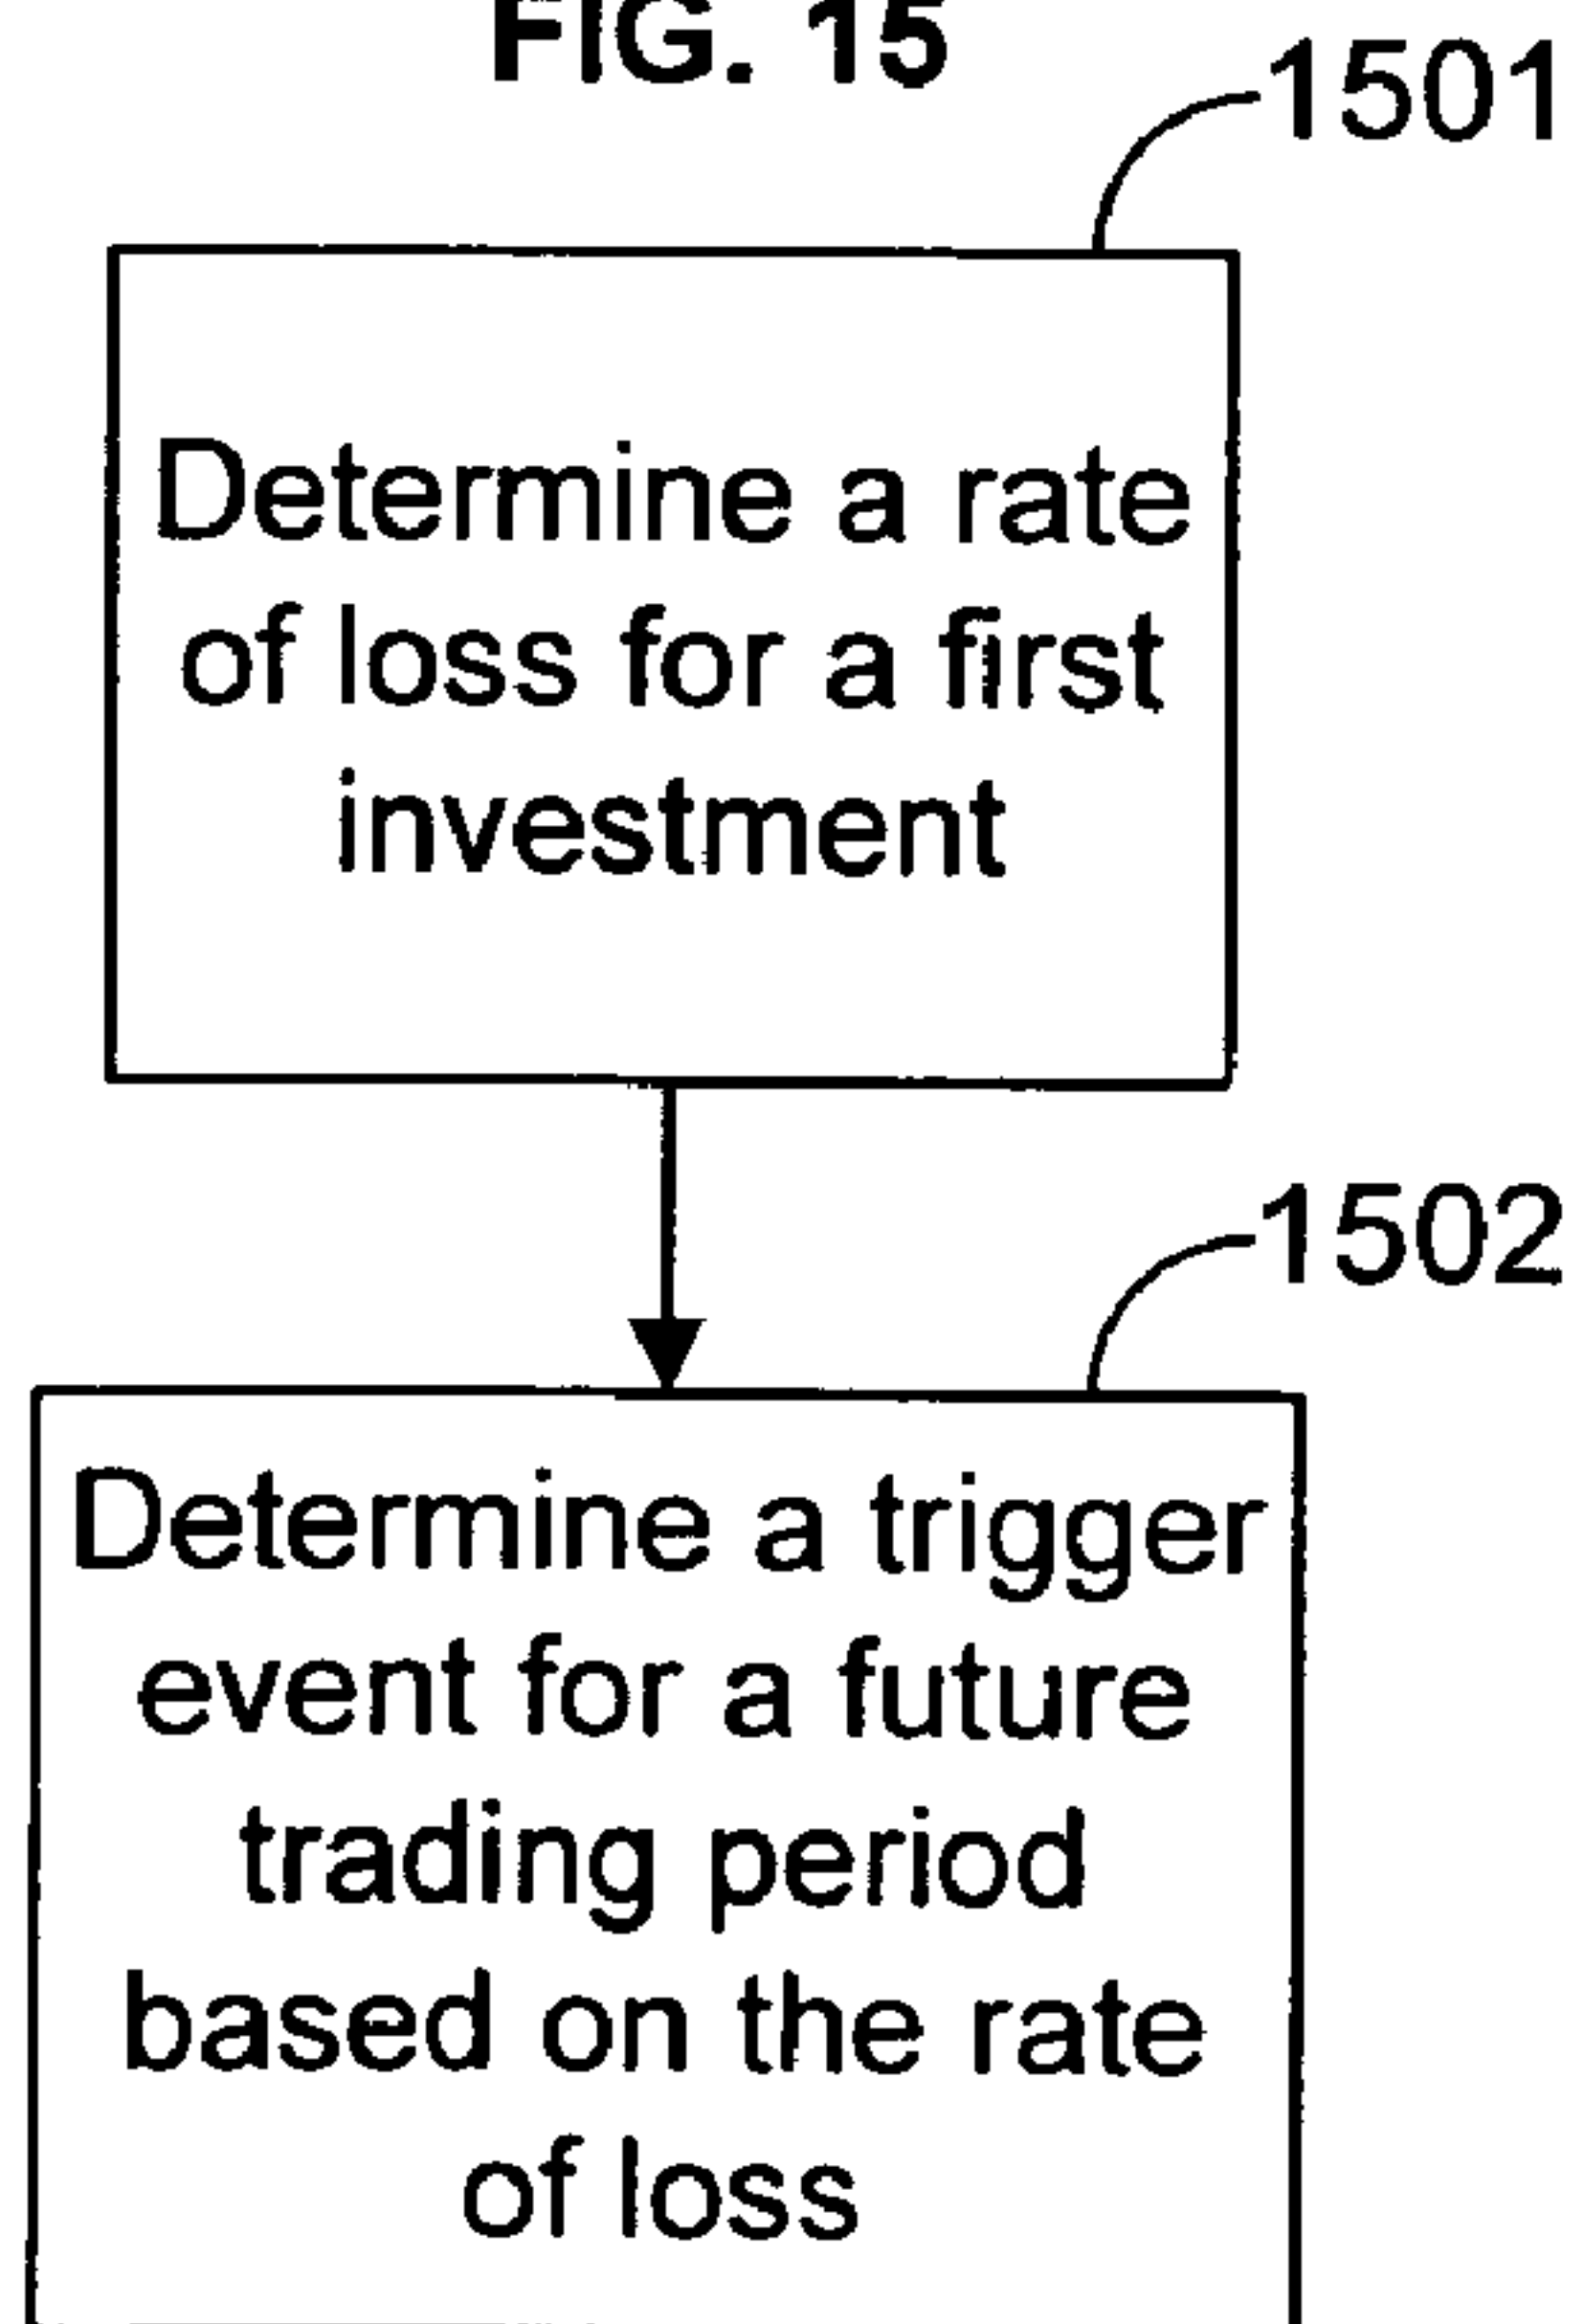 FIG. 15
1501
Determine a rate
of loss for a first
investment
1502
Determine a trigger
event for a future
trading period
based on the rate
of loss